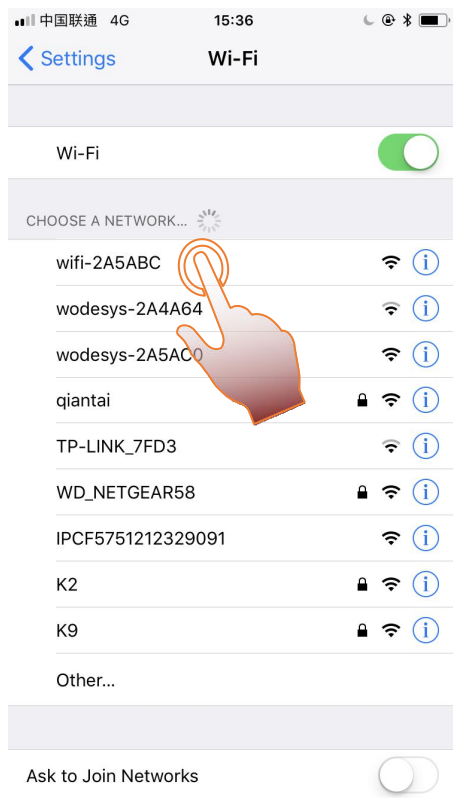 中国联通 4G 15:36
Settings Wi-Fi
Wi-Fi
CHOOSE A NETWORK...
wifi-2A5ABC
wodesys-2A4A64
wodesys-2A5AC0
qiantai
TP-LINK_7FD3
WD_NETGEAR58
IPCF5751212329091
K2
K9
Other...
Ask to Join Networks